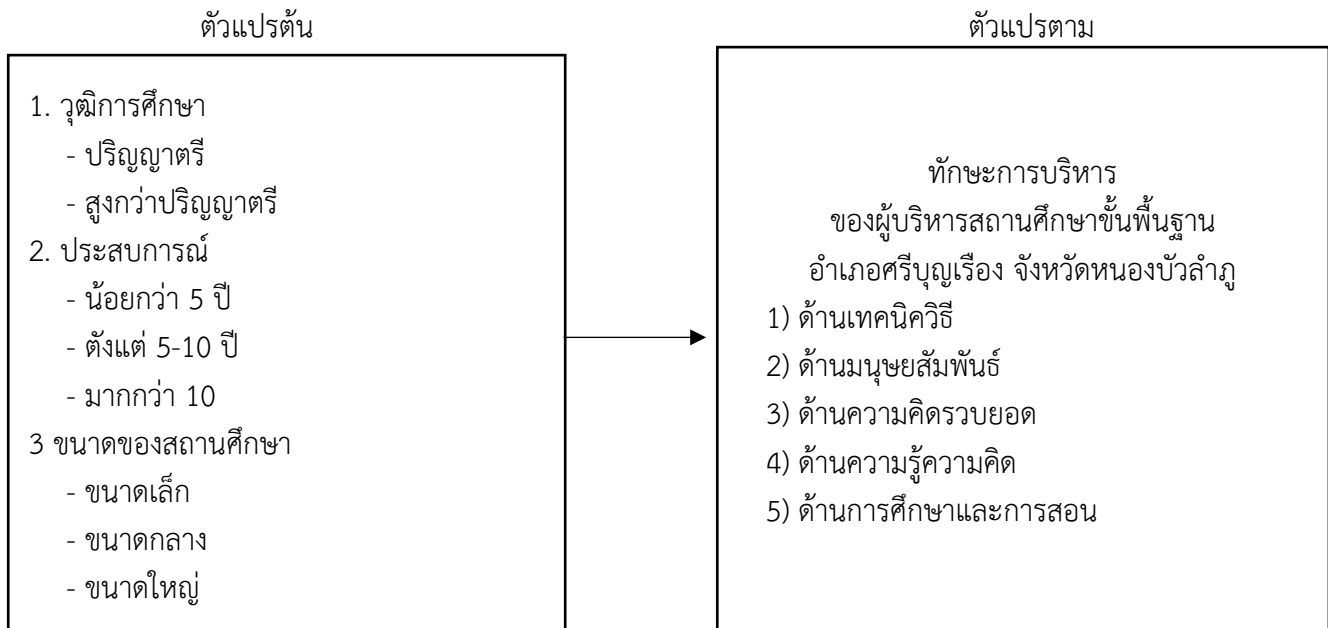 ตัวแปรต้น
1. วุฒิการศึกษา
- ปริญญาตรี
- สูงกว่าปริญญาตรี
2. ประสบการณ์
- น้อยกว่า 5 ปี
- ตังแต่ 5-10 ปี
- มากกว่า 10
3 ขนาดของสถานศึกษา
- ขนาดเล็ก
- ขนาดกลาง
- ขนาดใหญ่
ตัวแปรตาม
ทักษะการบริหาร
ของผู้บริหารสถานศึกษาขั้นพื้นฐาน
อำเภอศรีบุญเรือง จังหวัดหนองบัวลำภู
1) ด้านเทคนิควิธี
2) ด้านมนุษยสัมพันธ์
3) ด้านความคิดรวบยอด
4) ด้านความรู้ความคิด
5) ด้านการศึกษาและการสอน